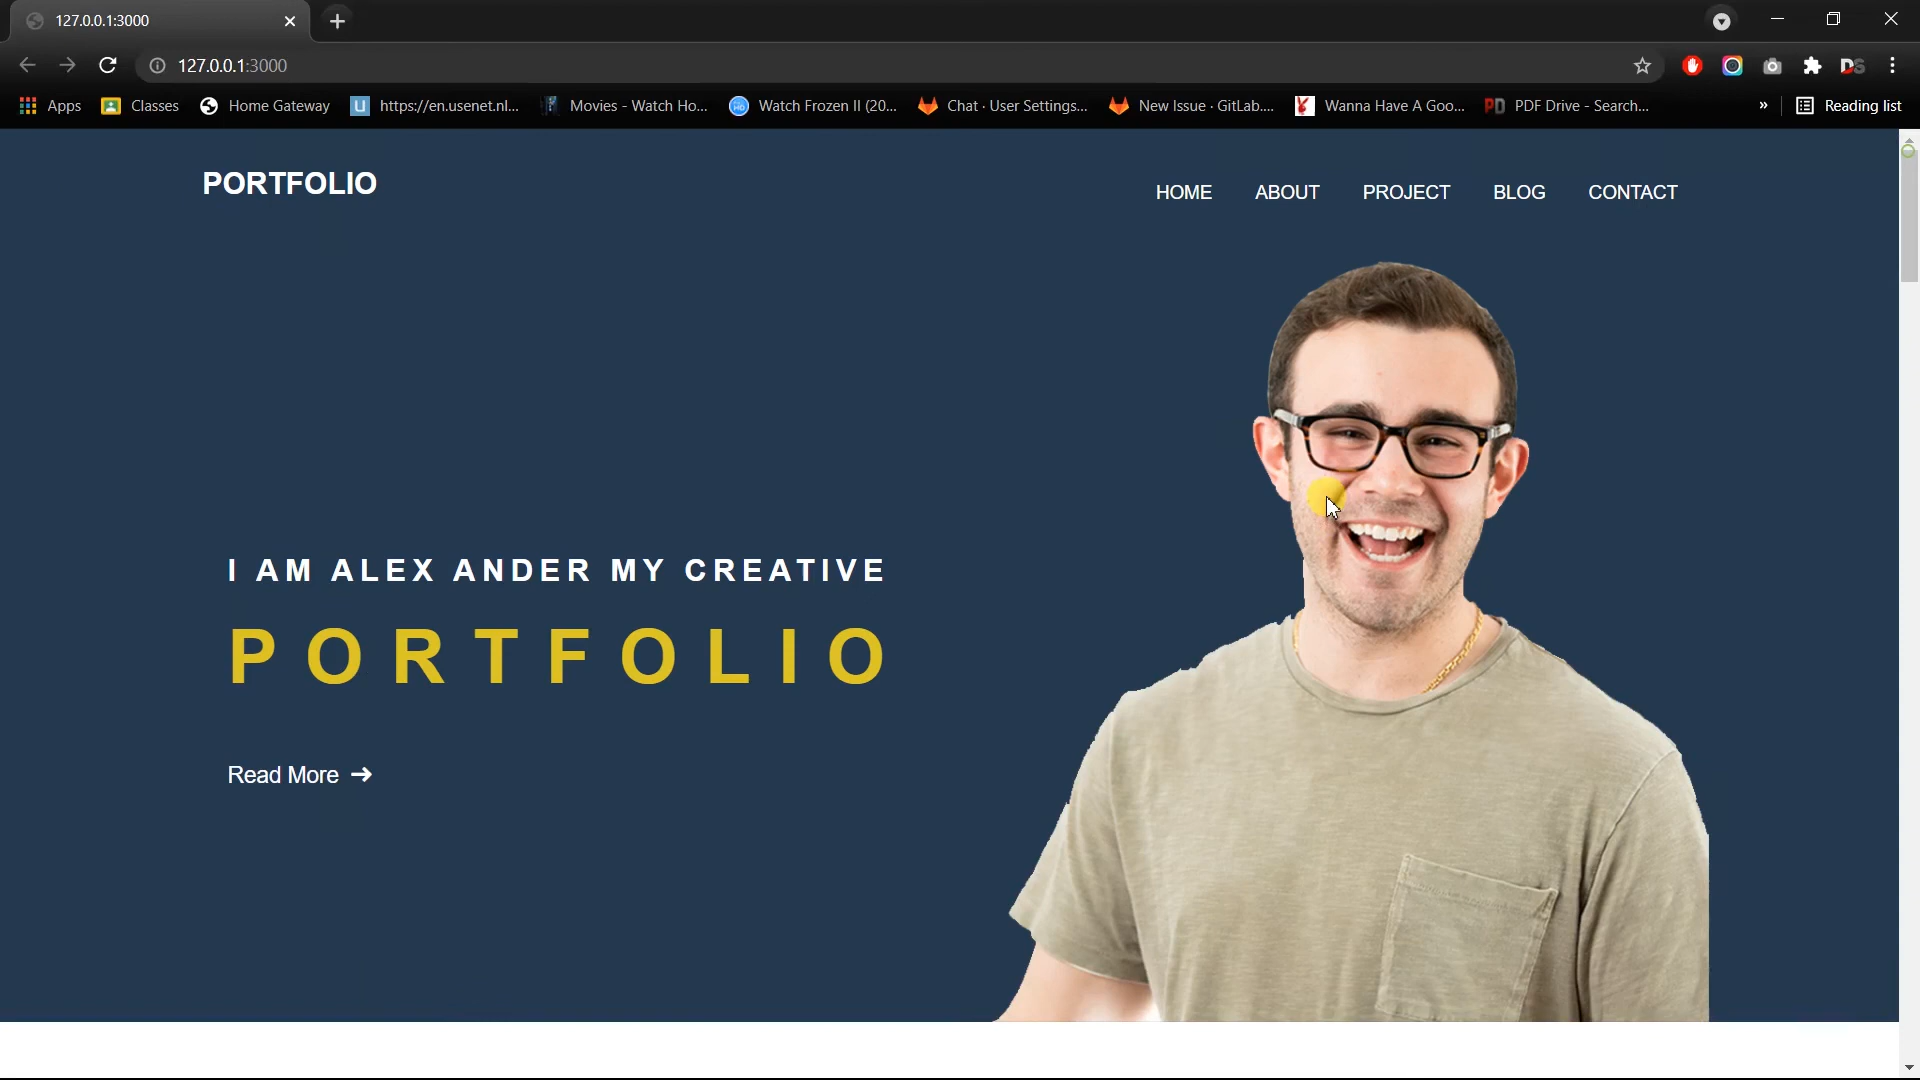 127.0.0.1:3000
127.0.0.1:3000
Apps Classes Home Gateway U https://en.usenet.nl... Movies - Watch Ho... Watch Frozen II (20... Chat · User Settings... New Issue · GitLab.... Wanna Have A Goo... PD PDF Drive - Search... » Reading list
PORTFOLIO
HOME ABOUT PROJECT BLOG CONTACT
I AM ALEX ANDER MY CREATIVE
PORTFOLIO
Read More →